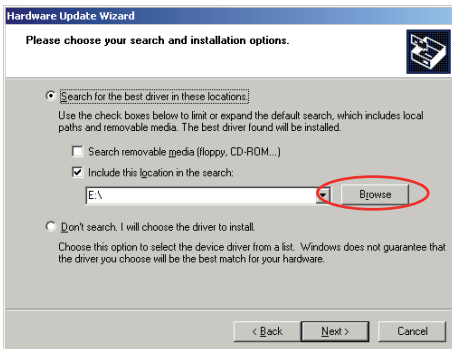 Hardware Update Wizard
Please choose your search and installation options.
Search for the best driver in these locations.
Use the check boxes below to limit or expand the default search, which includes local
paths and removable media. The best driver found will be installed.
Search removable media (floppy, CD-ROM...)
Include this location in the search:
E:\
Browse
Don't search. I will choose the driver to install.
Choose this option to select the device driver from a list. Windows does not guarantee that
the driver you choose will be the best match for your hardware.
< Back
Next >
Cancel